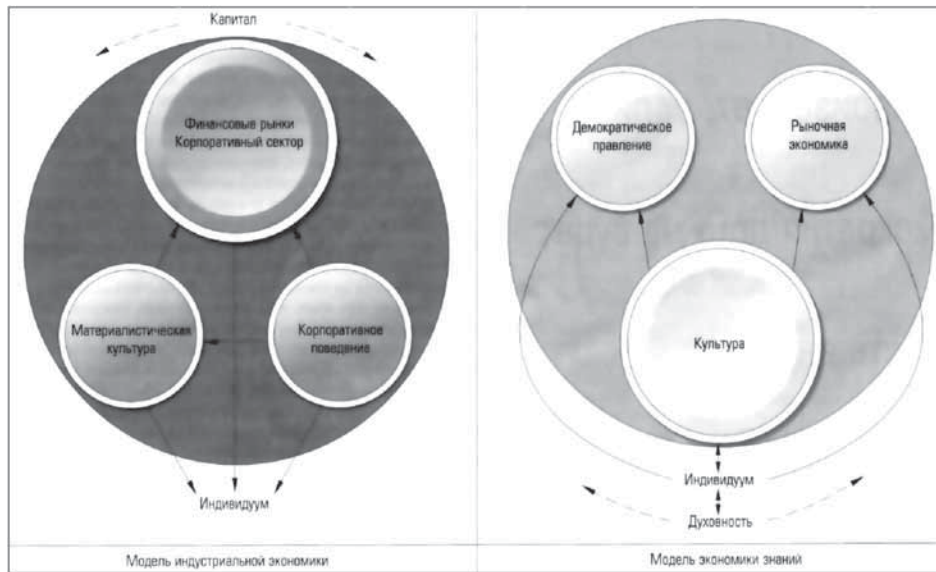 Капитал
Финансовые рынки
Корпоративный сектор
Материалистическая
культура
Корпоративное
поведение
Индивидуум
Модель индустриальной экономики
Демократическое
правление
Рыночная
экономика
Культура
Индивидуум
Духовность
Модель экономики знаний